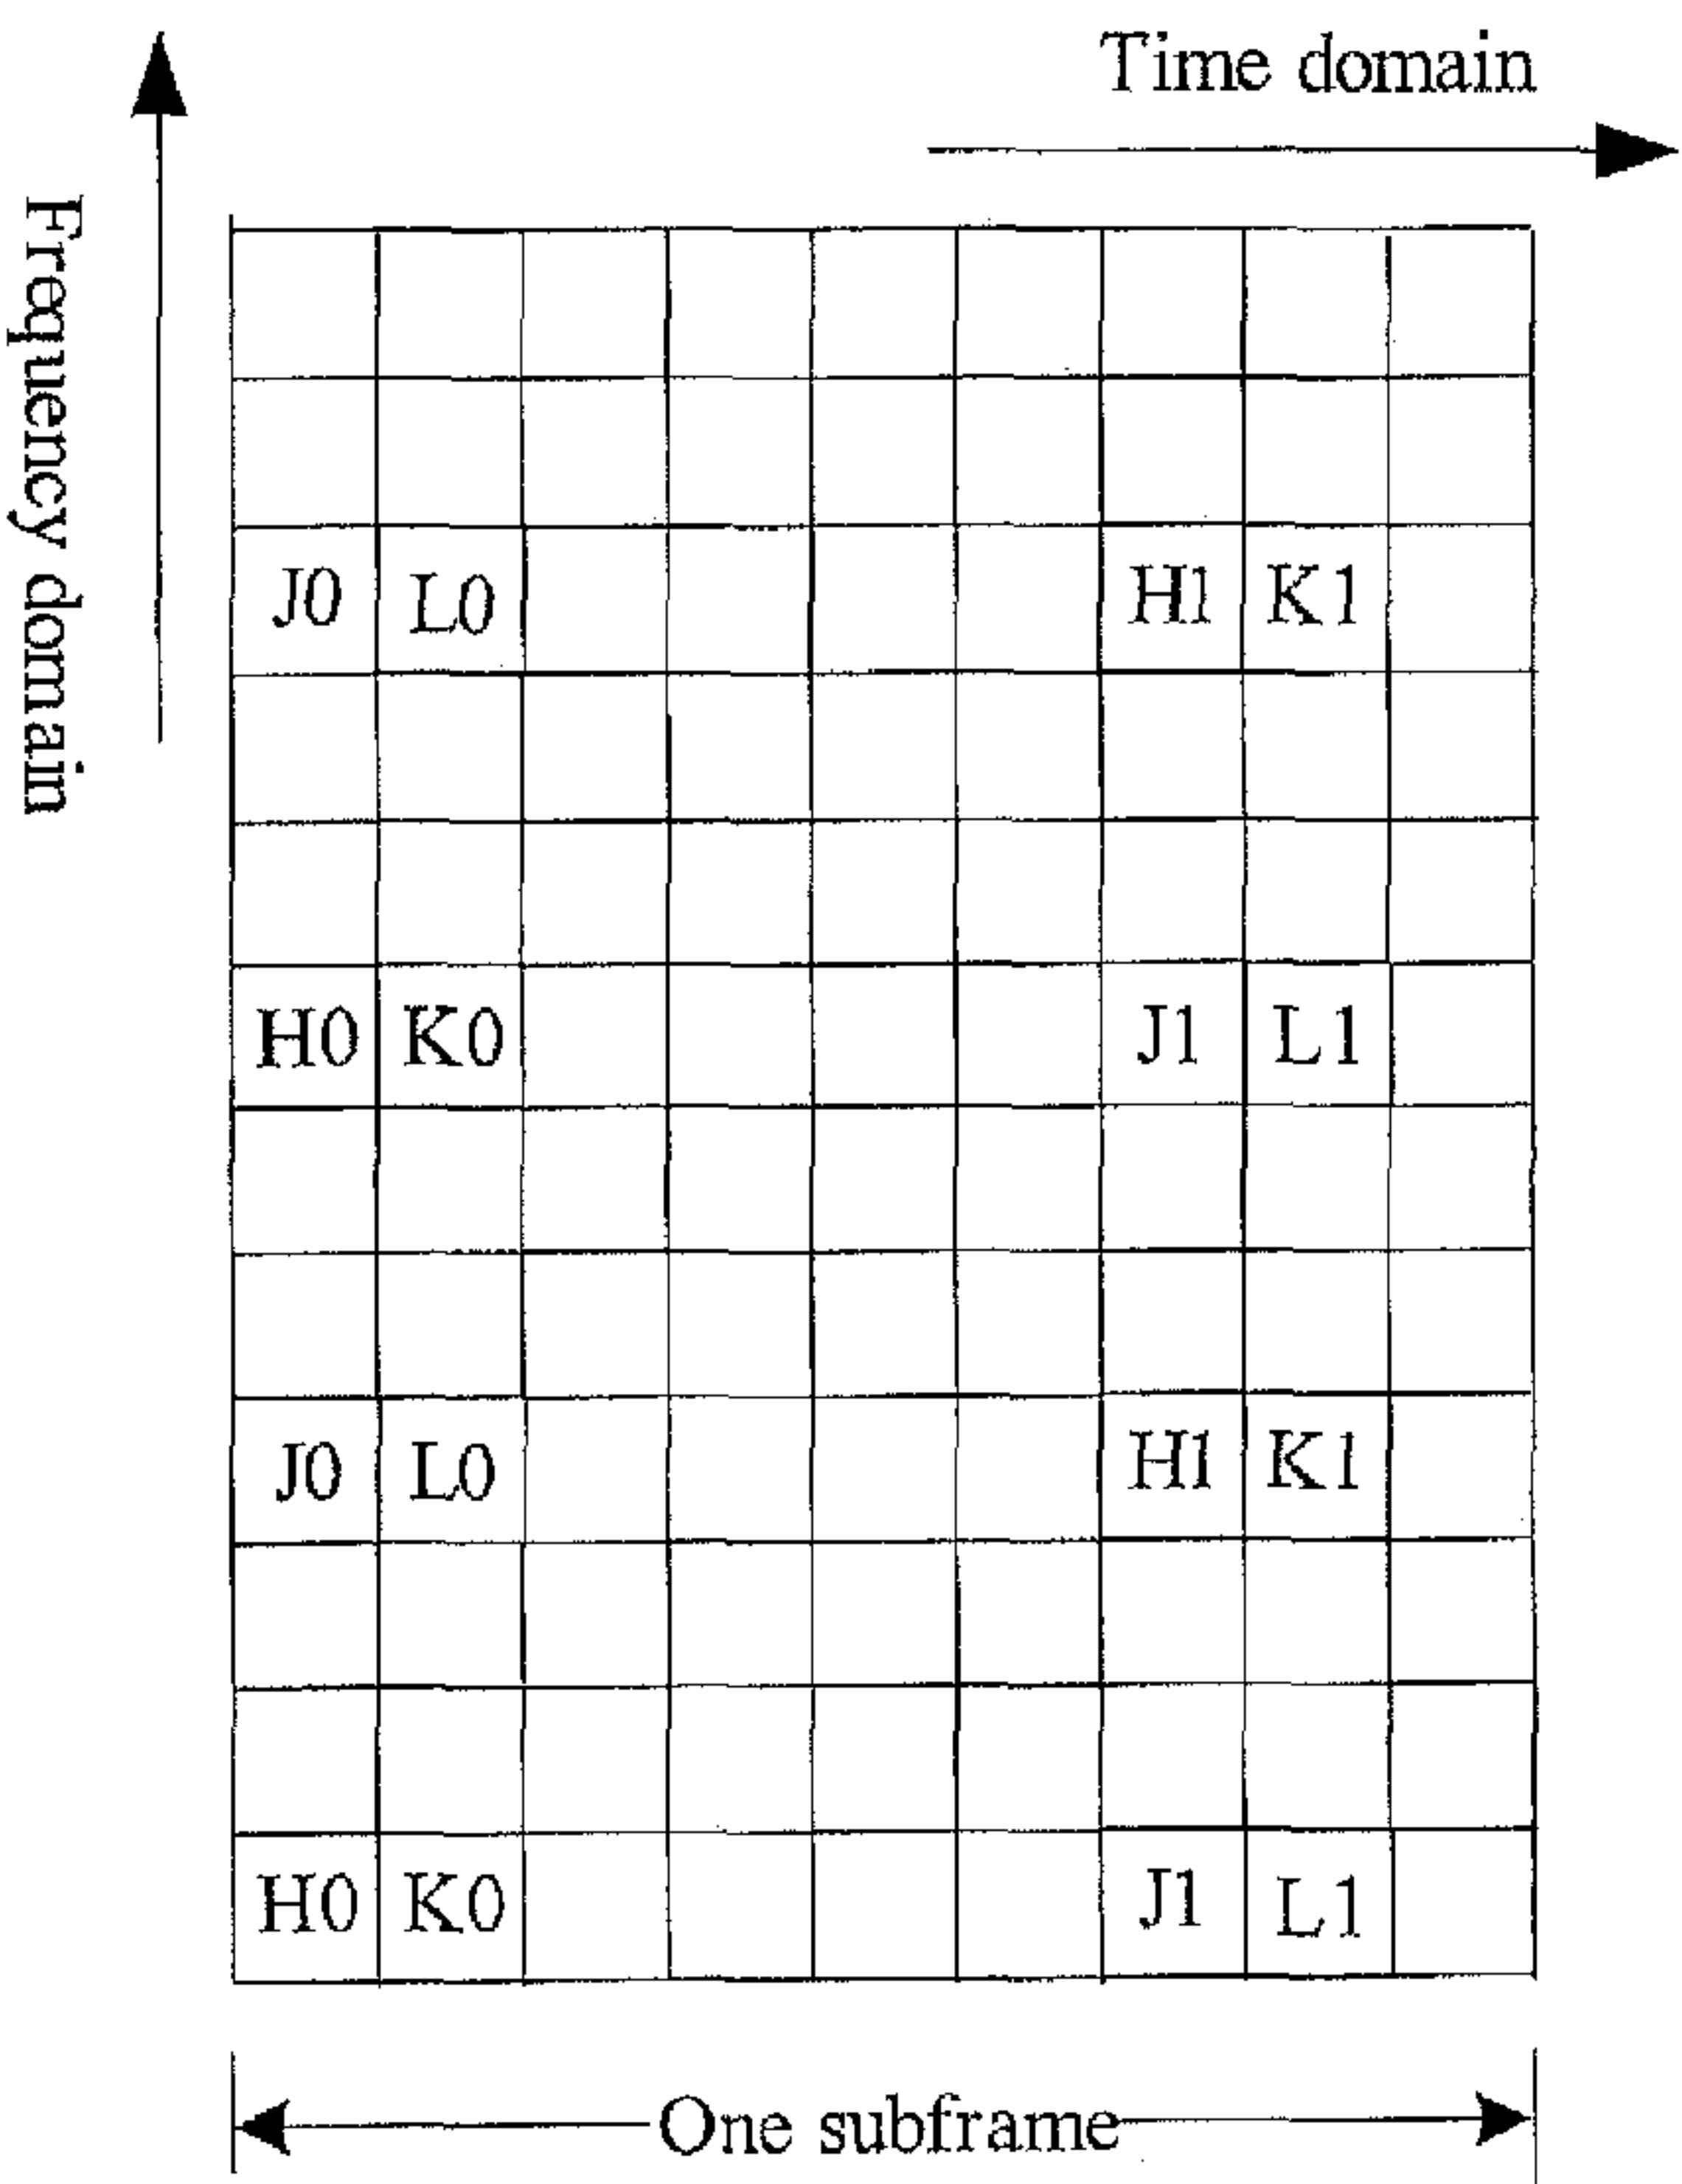 Time domain
Frequency domain
J0 L0 H1 K1
H0 K0 J1 L1
J0 L0 H1 K1
H0 K0 J1 L1
One subframe